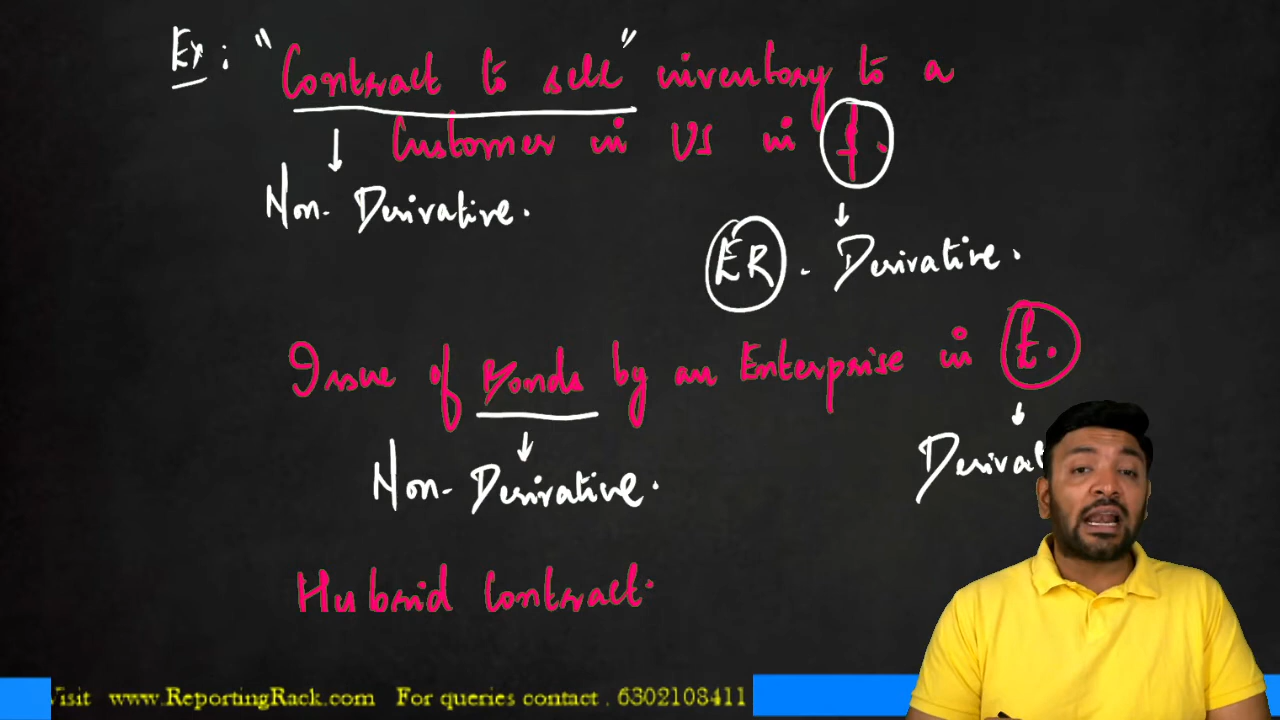 Ex : "Contract to sell" inventory to a
Customer in US in £.
Non- Derivative.
ER - Derivative.
Issue of Bonds by an Enterprise in £.
Non- Derivative.
Hybrid Contract.
Visit www.ReportingRack.com For queries contact . 6302108411